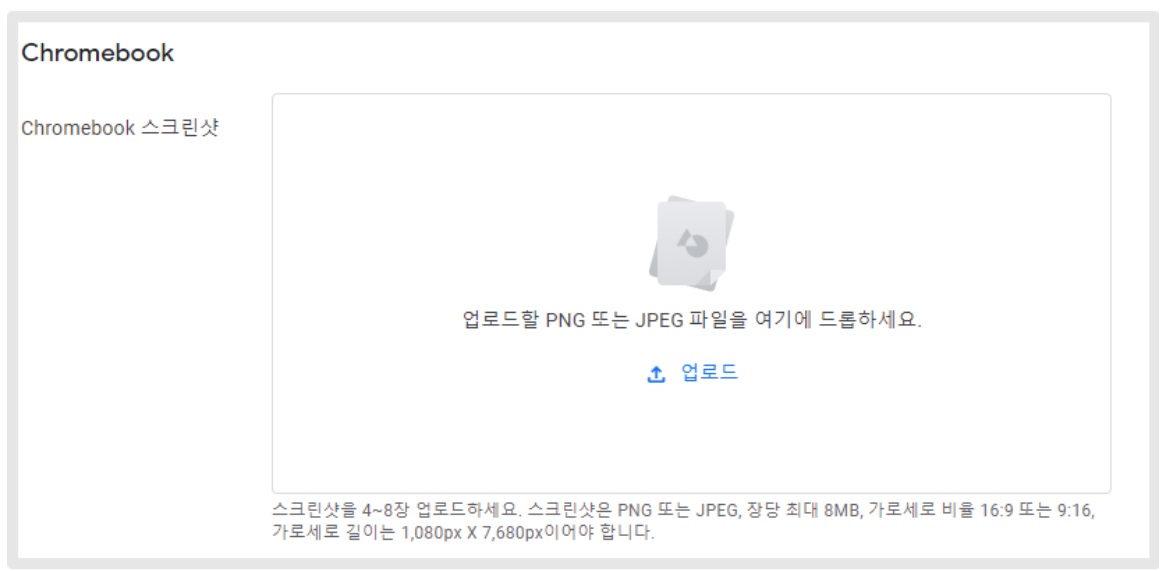 Chromebook
Chromebook 스크린샷
업로드할 PNG 또는 JPEG 파일을 여기에 드롭하세요.
업로드
스크린샷을 4~8장 업로드하세요. 스크린샷은 PNG 또는 JPEG, 장당 최대 8MB, 가로세로 비율 16:9 또는 9:16,
가로세로 길이는 1,080px X 7,680px이어야 합니다.